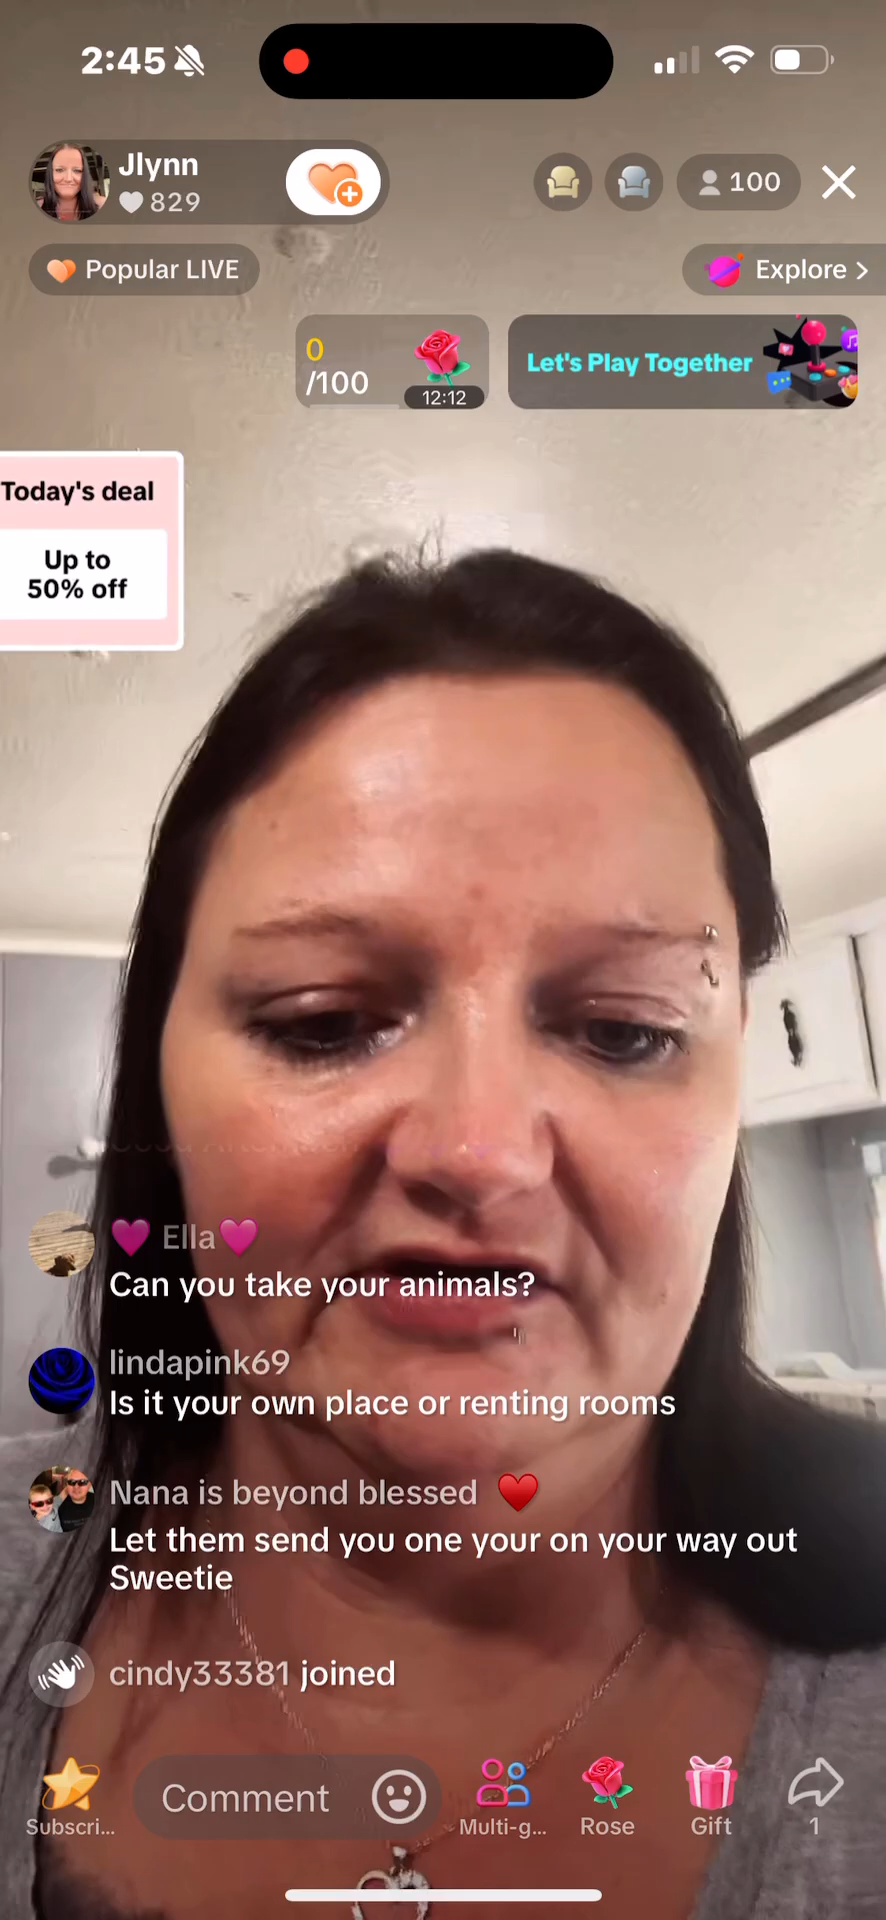 2:45
Jlynn
829
100
Popular LIVE
Explore >
0
/100
12:12
Let's Play Together
Today's deal
Up to
50% off
Ella
Can you take your animals?
lindapink69
Is it your own place or renting rooms
Nana is beyond blessed
Let them send you one your on your way out
Sweetie
cindy33381 joined
Comment
Subscri...
Multi-g...
Rose
Gift
1